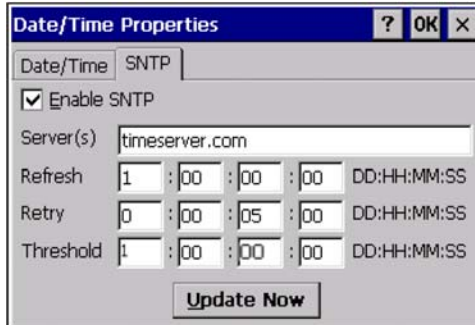 Date/Time Properties ? OK ×
Date/Time SNTP
Enable SNTP
Server(s) timeserver.com
Refresh 1 : 00 : 00 : 00 DD:HH:MM:SS
Retry 0 : 00 : 05 : 00 DD:HH:MM:SS
Threshold 1 : 00 : 00 : 00 DD:HH:MM:SS
Update Now